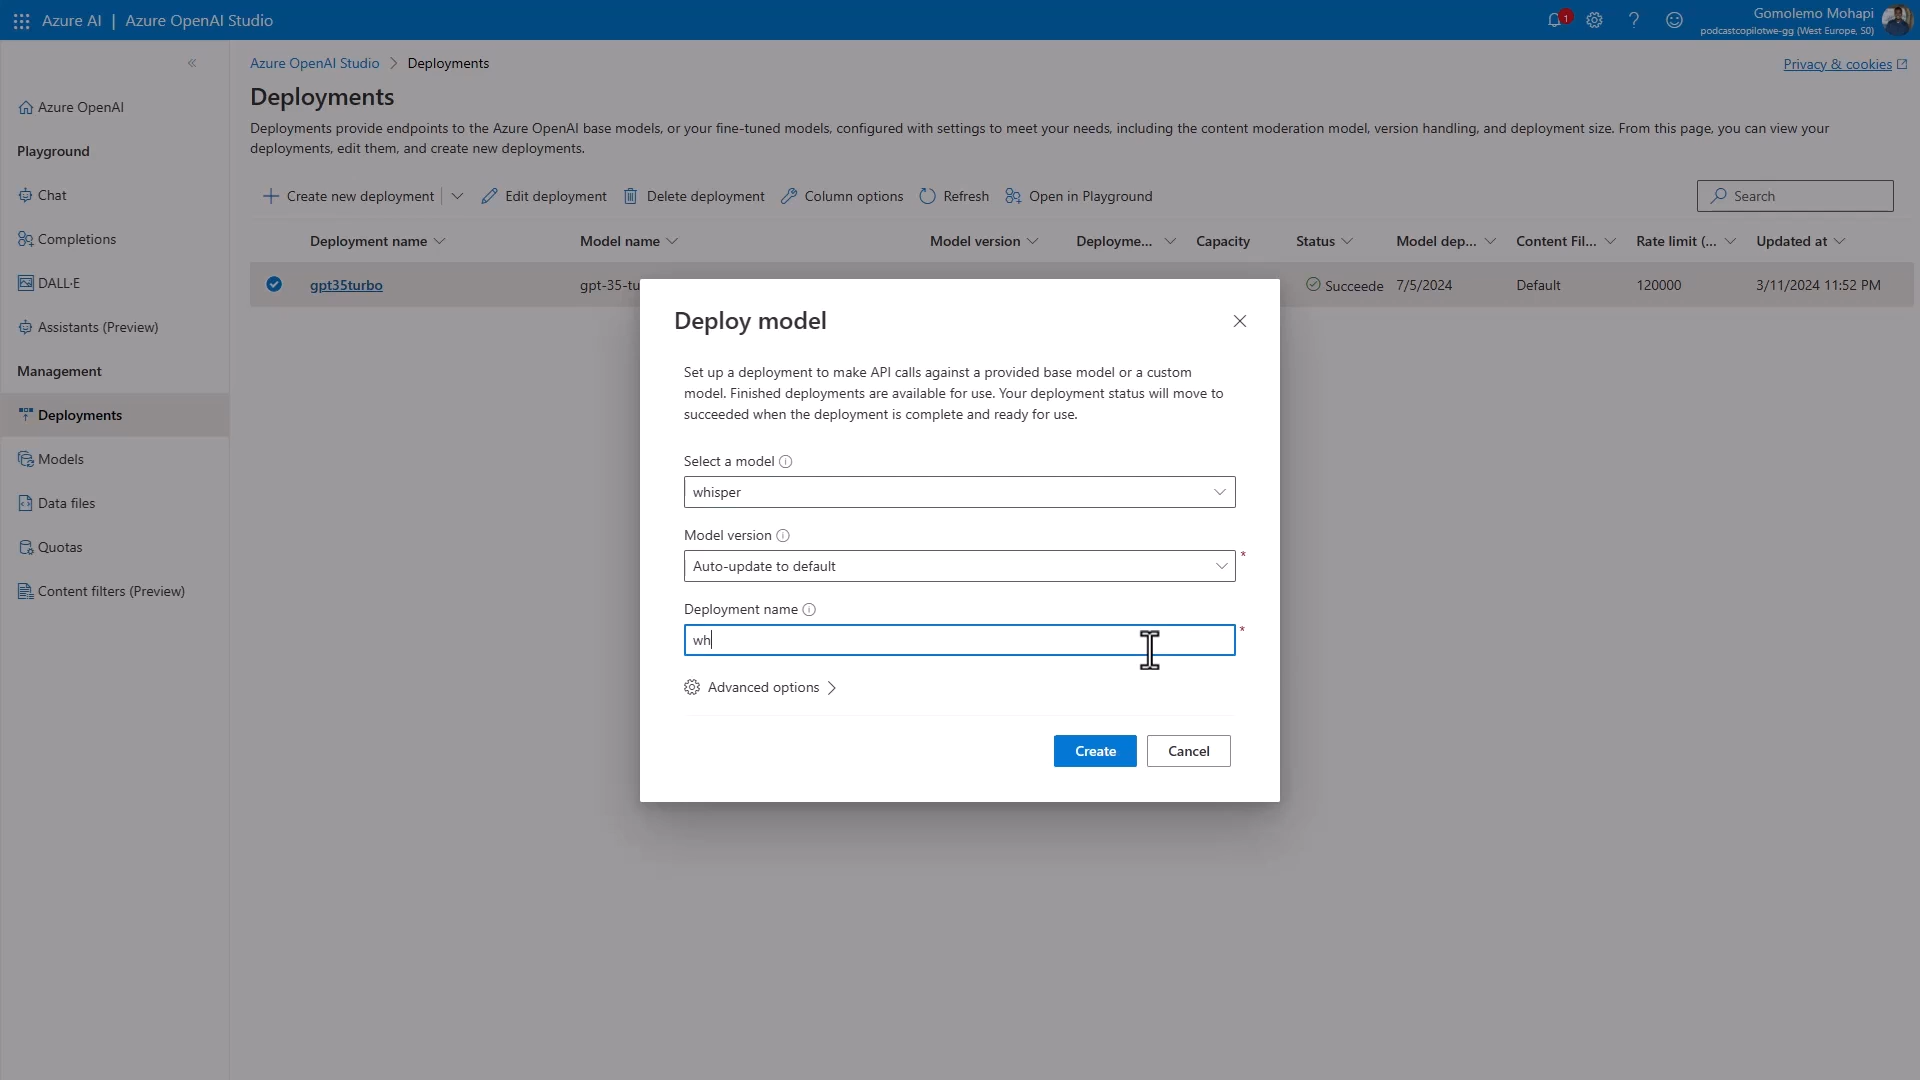 Azure AI | Azure OpenAI Studio
1
Gomolemo Mohapi
podcastcopilotwe-gg (West Europe, S0)
Azure OpenAI Studio > Deployments
Privacy & cookies
Azure OpenAI
Playground
Chat
Completions
DALL·E
Assistants (Preview)
Management
Deployments
Models
Data files
Quotas
Content filters (Preview)
Deployments
Deployments provide endpoints to the Azure OpenAI base models, or your fine-tuned models, configured with settings to meet your needs, including the content moderation model, version handling, and deployment size. From this page, you can view your
deployments, edit them, and create new deployments.
Create new deployment Edit deployment Delete deployment Column options Refresh Open in Playground Search
Deployment name Model name Model version Deployme... Capacity Status Model dep... Content Fil... Rate limit (... Updated at
gpt35turbo gpt-35-tu Succeede 7/5/2024 Default 120000 3/11/2024 11:52 PM
Deploy model
Set up a deployment to make API calls against a provided base model or a custom
model. Finished deployments are available for use. Your deployment status will move to
succeeded when the deployment is complete and ready for use.
Select a model
whisper
Model version
Auto-update to default *
Deployment name
wh *
Advanced options
Create Cancel